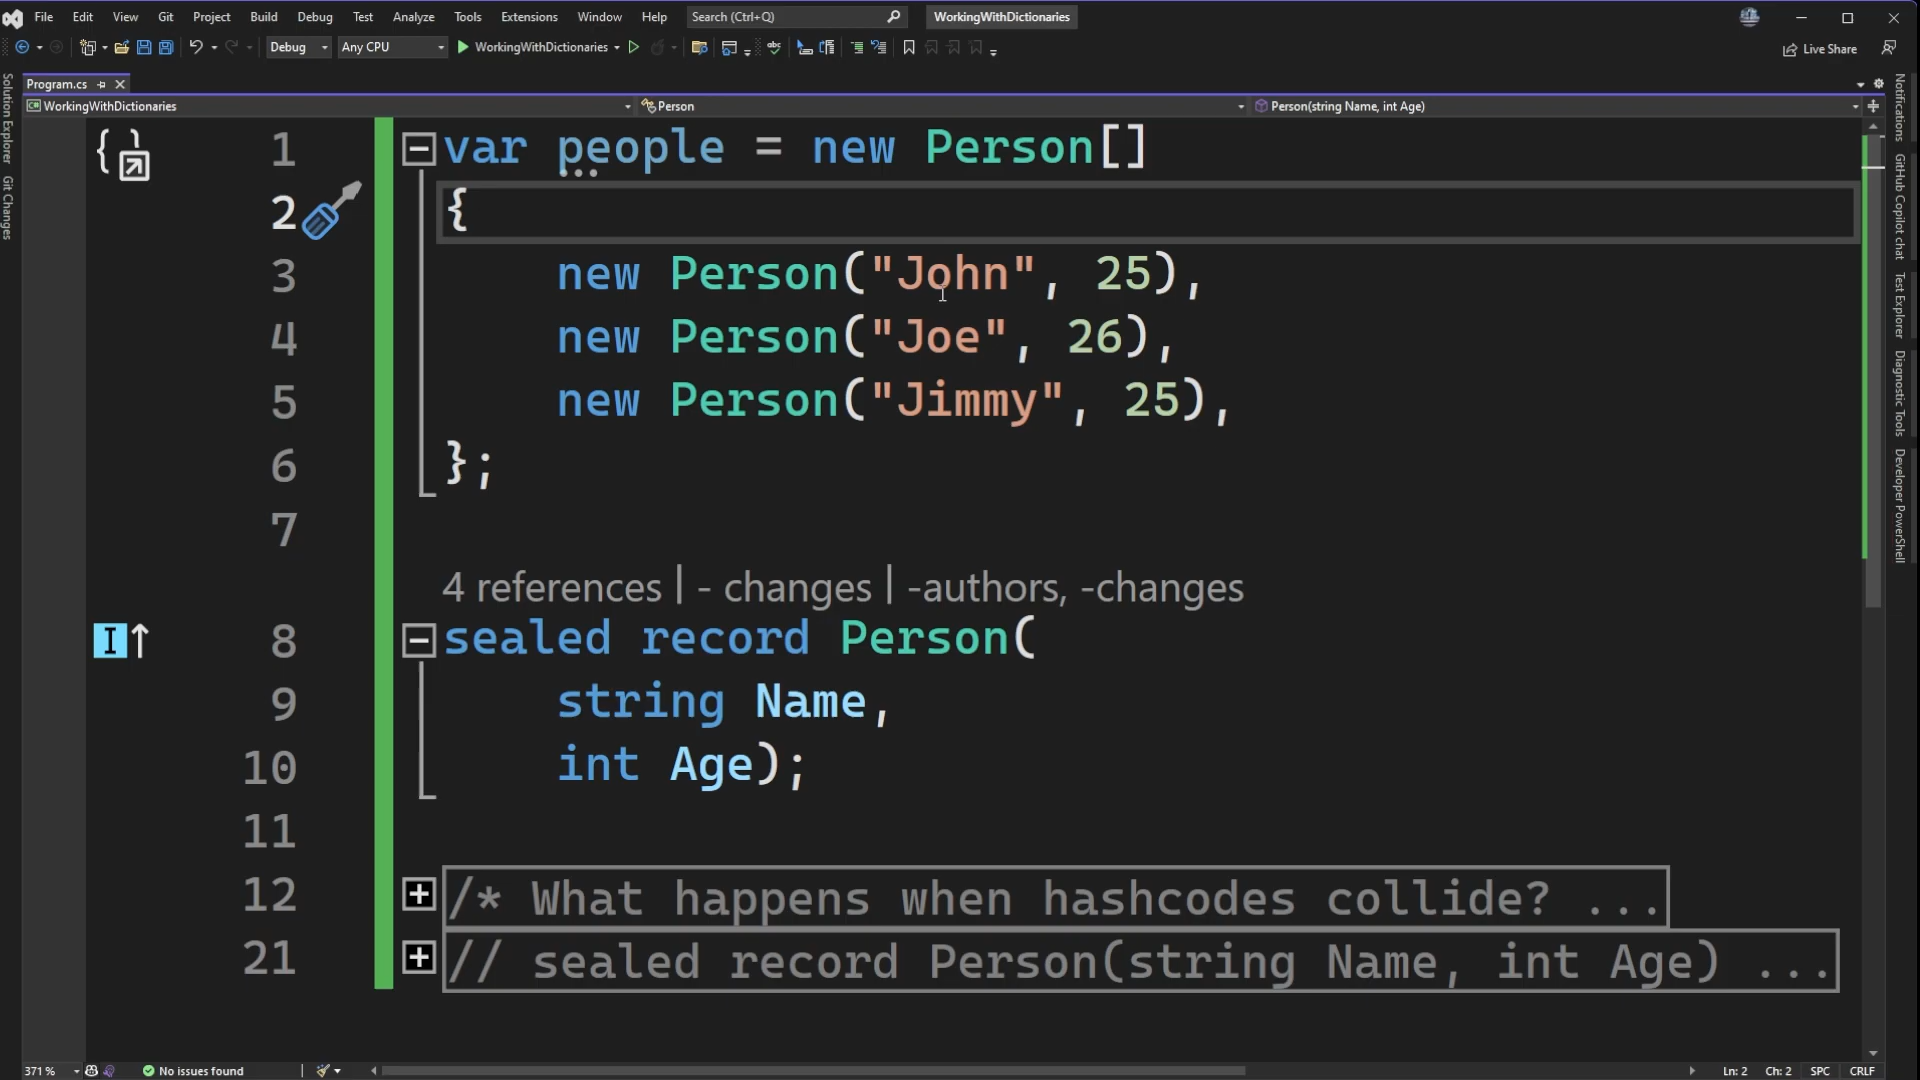 File Edit View Git Project Build Debug Test Analyze Tools Extensions Window Help Search (Ctrl+Q) WorkingWithDictionaries
Debug Any CPU WorkingWithDictionaries Live Share
Program.cs
WorkingWithDictionaries Person Person(string Name, int Age)
Solution Explorer
Git Changes
1 var people = new Person[]
2 {
3 new Person("John", 25),
4 new Person("Joe", 26),
5 new Person("Jimmy", 25),
6 };
7
4 references | - changes | -authors, -changes
8 sealed record Person(
9 string Name,
10 int Age);
11
12 /* What happens when hashcodes collide? ...
21 // sealed record Person(string Name, int Age) ...
Notifications
GitHub Copilot chat
Test Explorer
Diagnostic Tools
Developer PowerShell
371 % No issues found Ln: 2 Ch: 2 SPC CRLF